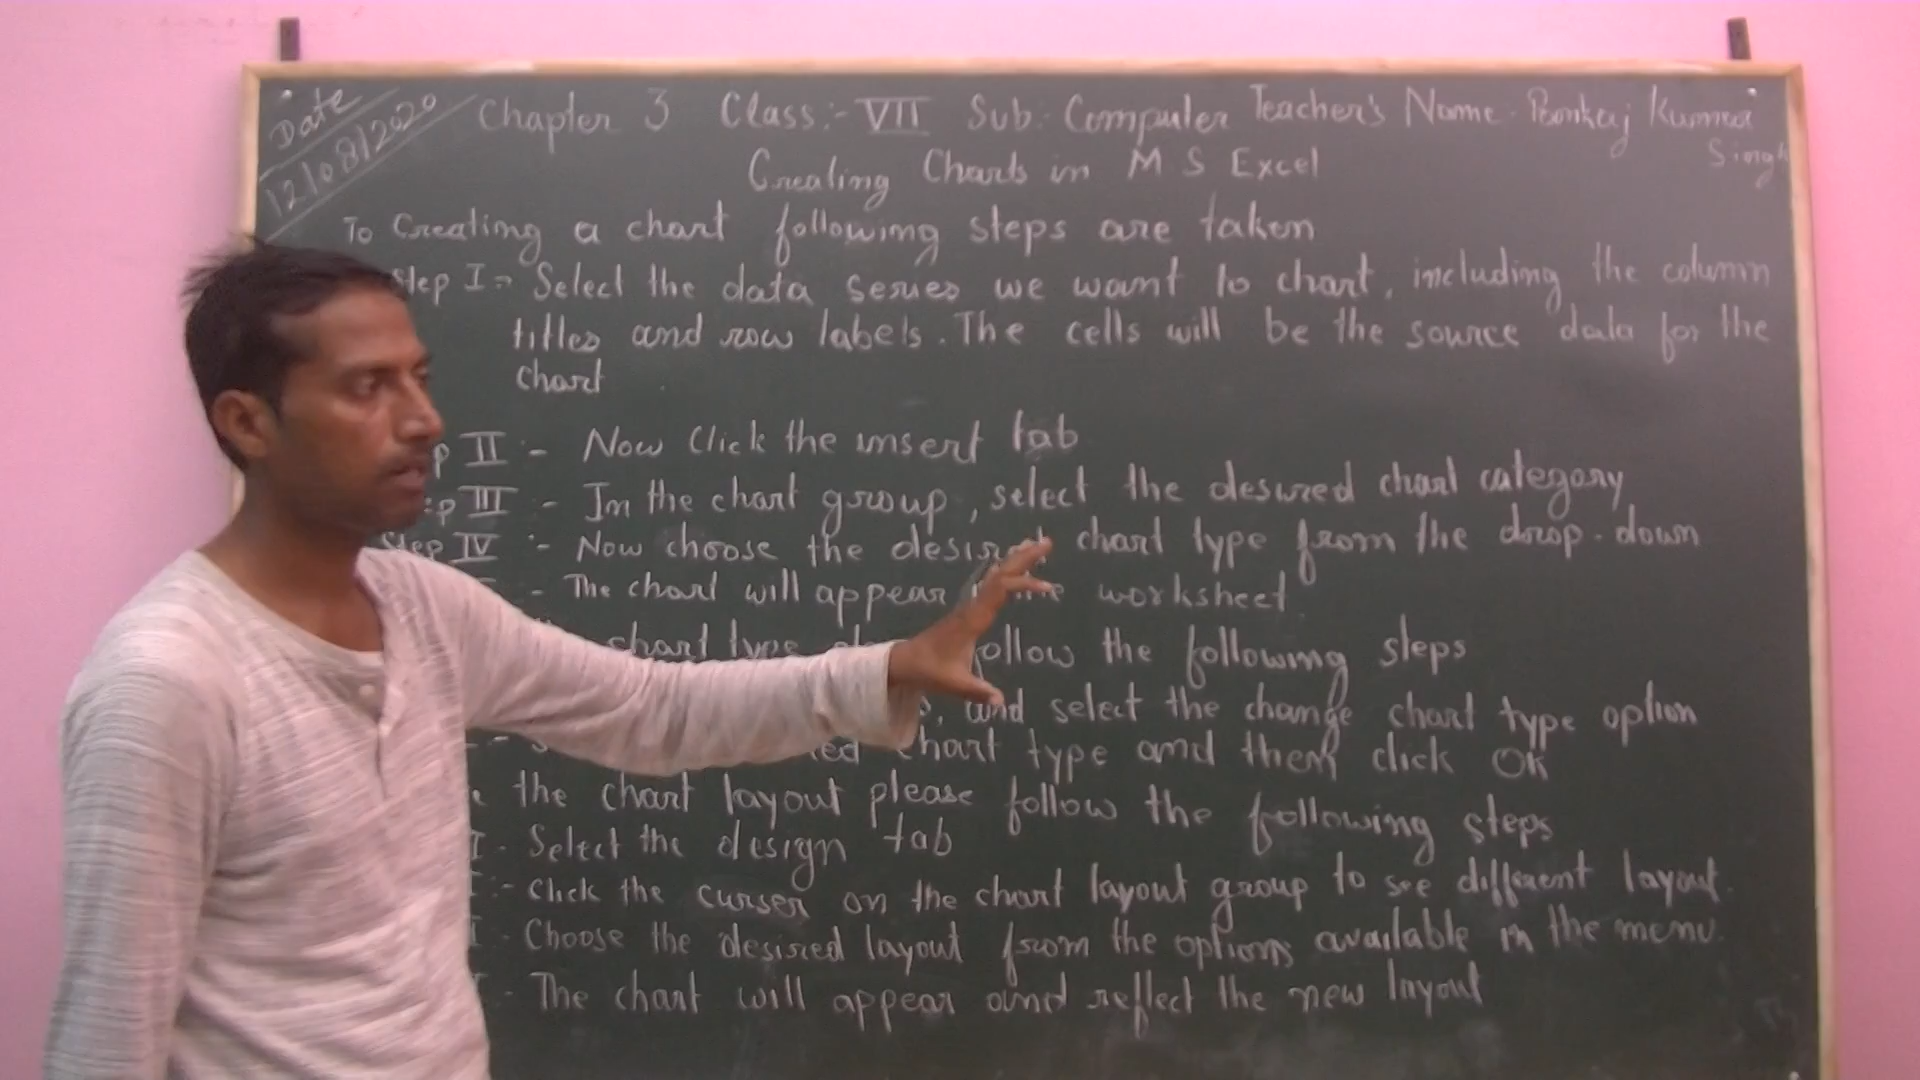 Date
12/08/2020
Chapter 3 Class:- VII Sub:- Computer Teacher's Name - Pankaj Kumar
Singh
Creating Charts in M.S Excel
To Creating a chart following steps are taken
Step I:- Select the data series we want to chart, including the column
titles and row labels. The cells will be the source data for the
chart
p II :- Now Click the insert tab
p III :- In the chart group, select the desired chart category
Step IV :- Now choose the desired chart type from the drop-down
- The chart will appear worksheet
chart type follow the following steps
and select the change chart type option
chart type and then click OK
the chart layout please follow the following steps
I - Select the design tab
I :- Click the curser on the chart layout group to see different layout.
I - Choose the desired layout from the options available in the menu.
I - The chart will appear and reflect the new layout